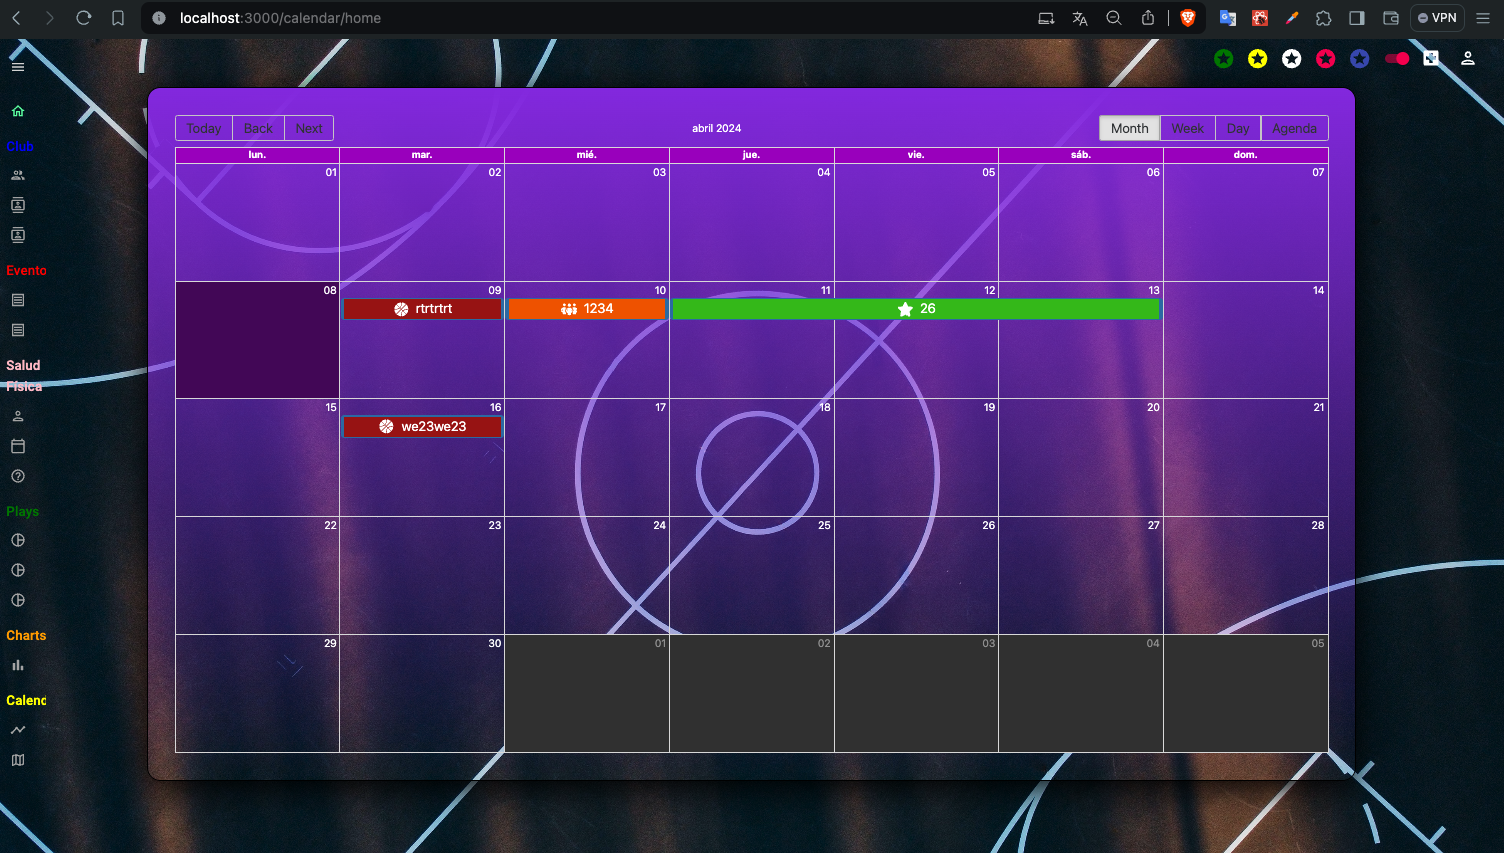 localhost:3000/calendar/home
VPN
Club
Evento
Salud
Física
Plays
Charts
Calend
Today Back Next
abril 2024
Month Week Day Agenda
lun. mar. mié. jue. vie. sáb. dom.
01 02 03 04 05 06 07
08 09 10 11 12 13 14
rtrtrtrt 1234 26
15 16 17 18 19 20 21
we23we23
22 23 24 25 26 27 28
29 30 01 02 03 04 05